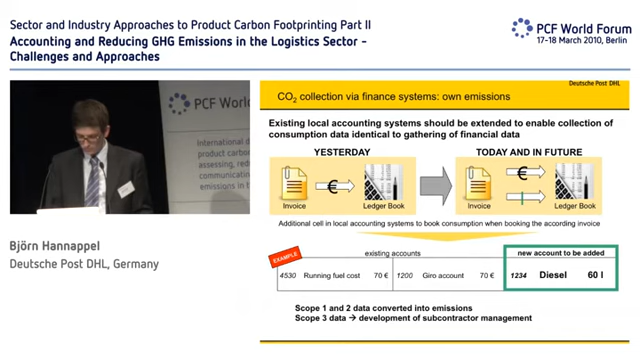 Sector and Industry Approaches to Product Carbon Footprinting Part II
Accounting and Reducing GHG Emissions in the Logistics Sector –
Challenges and Approaches
PCF World Forum
17-18 March 2010, Berlin
PCF World
Björn Hannappel
Deutsche Post DHL, Germany
Deutsche Post DHL
CO2 collection via finance systems: own emissions
Existing local accounting systems should be extended to enable collection of
consumption data identical to gathering of financial data
YESTERDAY
TODAY AND IN FUTURE
€
€
Invoice
Ledger Book
Invoice
Ledger Book
Additional cell in local accounting systems to book consumption when booking the according invoice
EXAMPLE
existing accounts
new account to be added
4530 Running fuel cost 70 €
1200 Giro account 70 €
1234 Diesel 60 l
Scope 1 and 2 data converted into emissions
Scope 3 data → development of subcontractor management